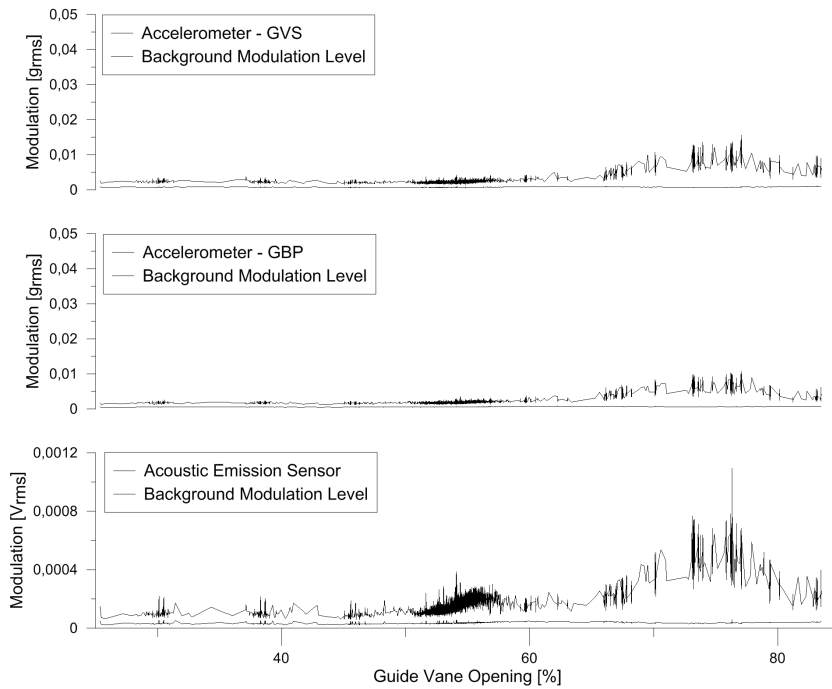 0,05
0,04
0,03
0,02
0,01
0
Modulation [grms]
Accelerometer - GVS
Background Modulation Level
0,05
0,04
0,03
0,02
0,01
0
Modulation [grms]
Accelerometer - GBP
Background Modulation Level
0,0012
0,0008
0,0004
0
Modulation [Vrms]
Acoustic Emission Sensor
Background Modulation Level
40 60 80
Guide Vane Opening [%]